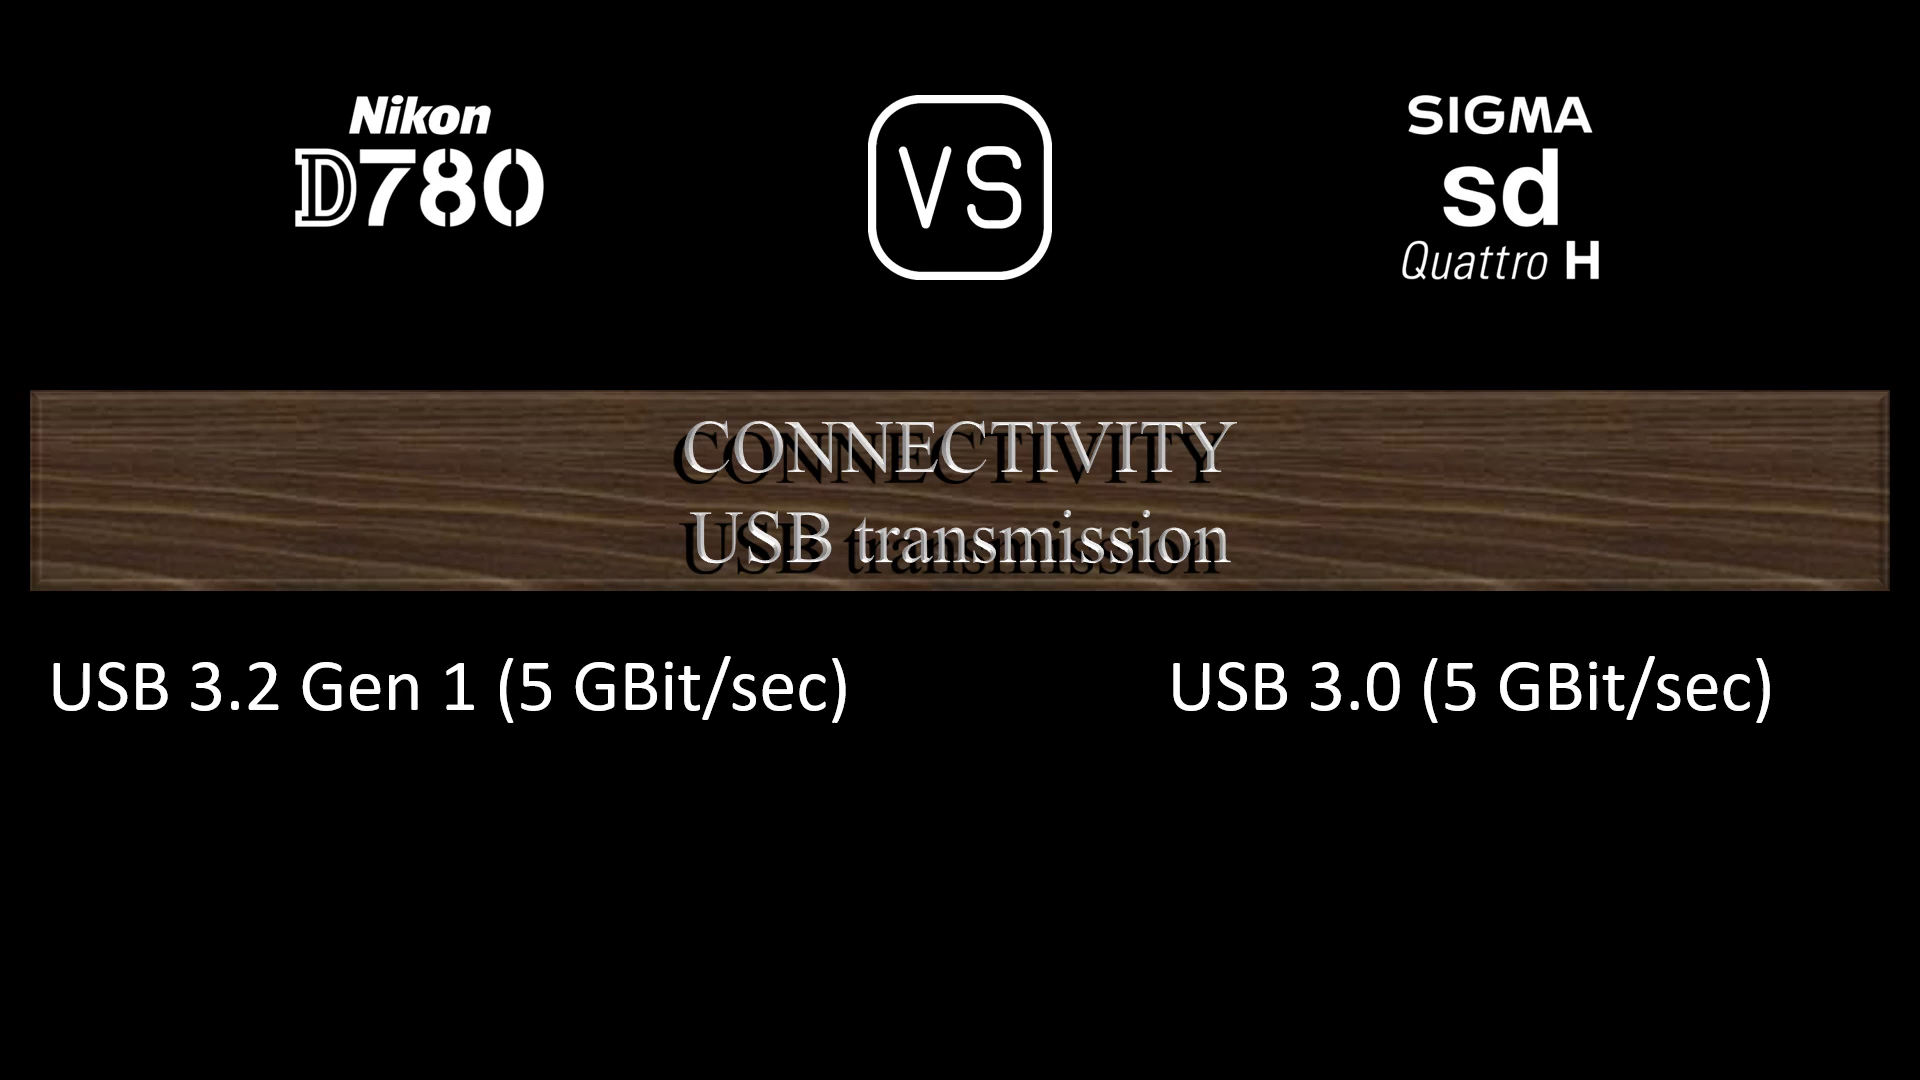 Nikon
D780
VS
SIGMA
sd
Quattro H
CONNECTIVITY
USB transmission
USB 3.2 Gen 1 (5 GBit/sec)
USB 3.0 (5 GBit/sec)